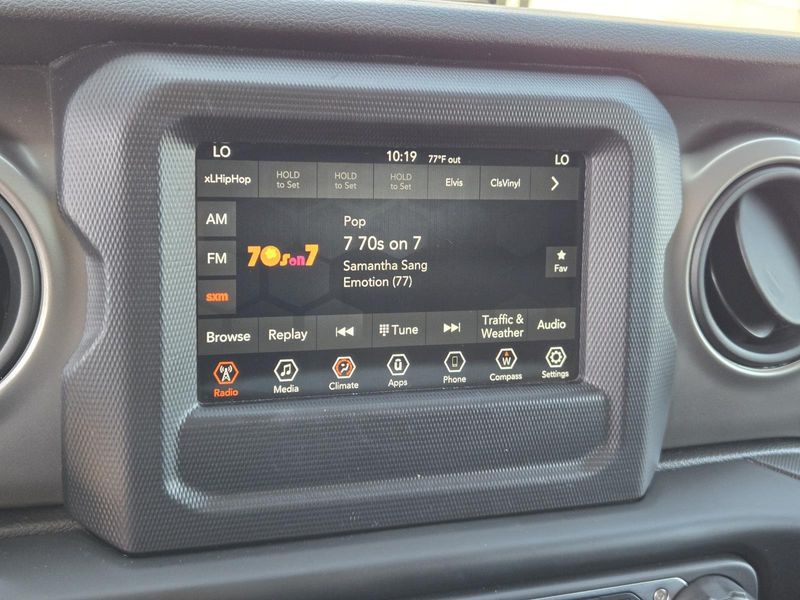 LO 10:19 77°F out LO
xLHipHop HOLD to Set HOLD to Set HOLD to Set Elvis ClsVinyl
AM
FM
sxm
70s on 7
Pop
7 70s on 7
Samantha Sang
Emotion (77)
Fav
Browse Replay Tune Traffic & Weather Audio
Radio Media Climate Apps Phone Compass Settings
W
ū